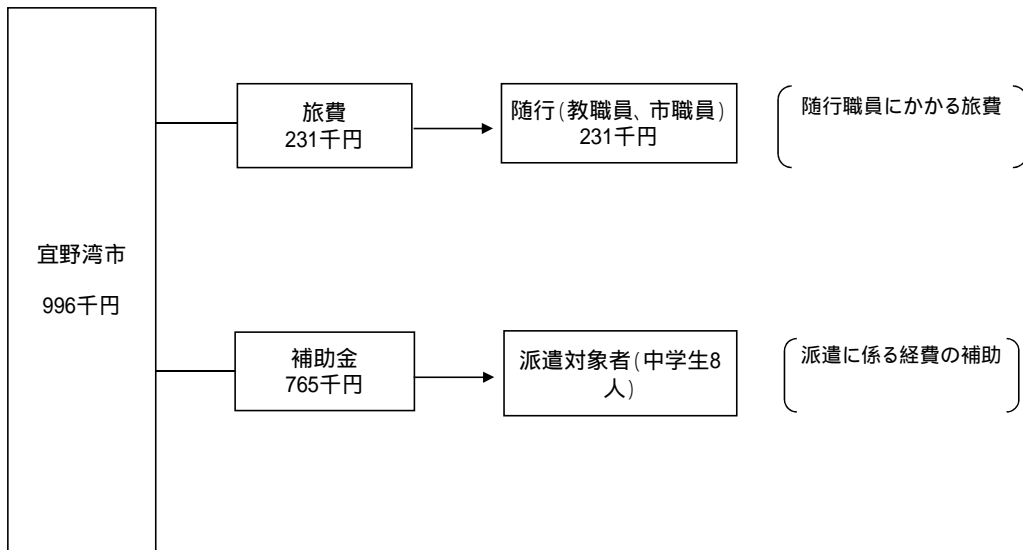 宜野湾市
996千円
旅費
231千円
随行(教職員、市職員)
231千円
随行職員にかかる旅費
補助金
765千円
派遣対象者(中学生8
人)
派遣に係る経費の補助